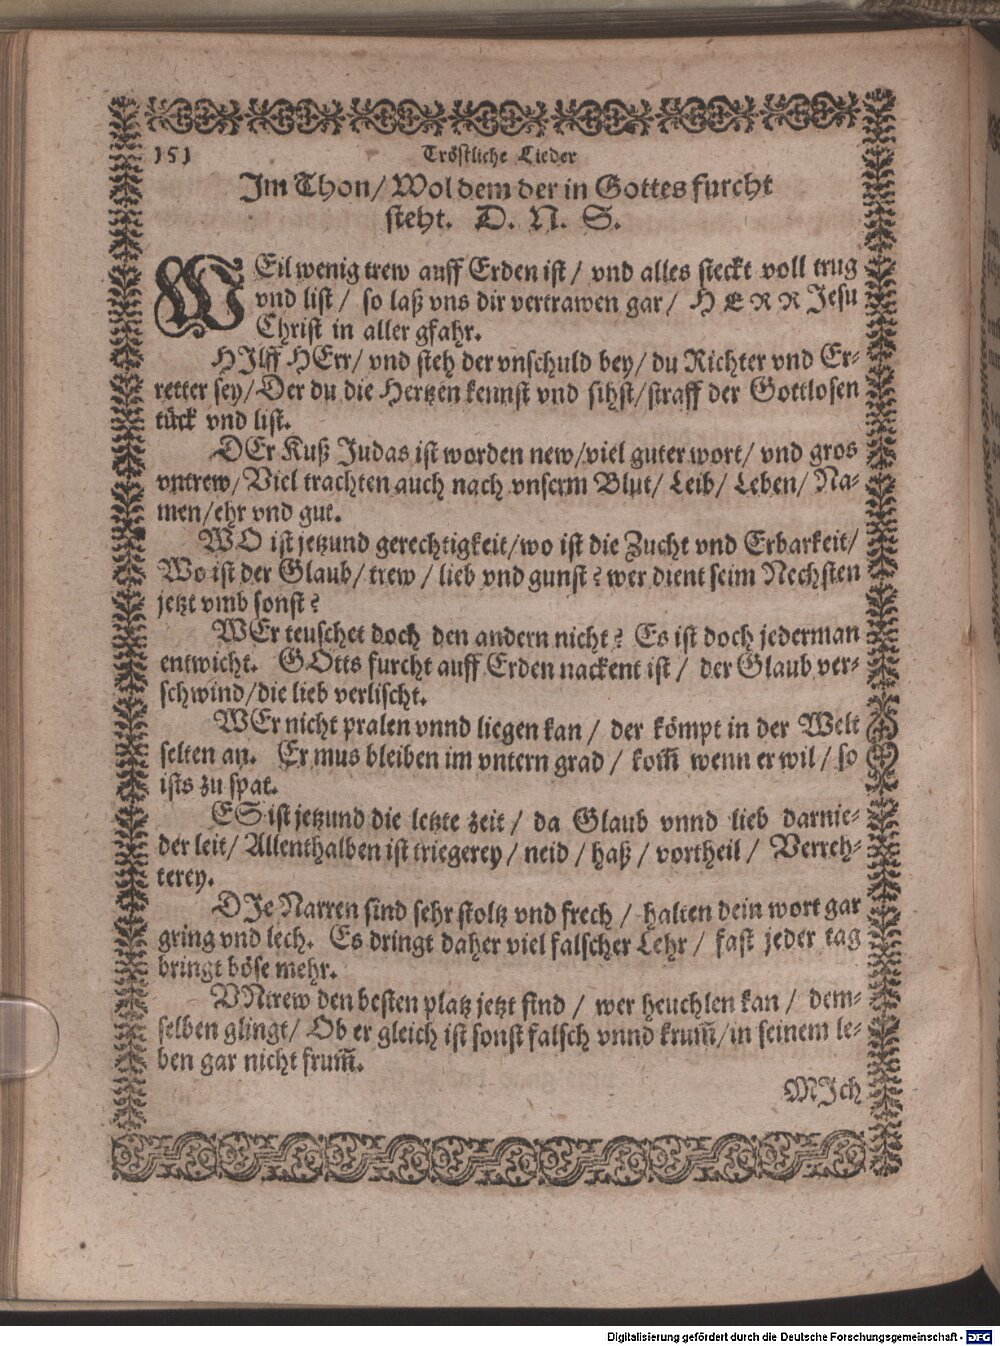 151
Tröstliche Lieder
Im Thon/ Wol dem der in Gottes furcht
steht. D. N. S.
WEil wenig trew auff Erden ist / vnd alles steckt voll trug
vnd list / so laß vns dir vertrawen gar / HERR Jesu
Christ in aller gfahr.
HIlff HErr/ vnd steh der vnschuld bey/ du Richter vnd Er-
retter sey/ Der du die Hertzen kennst vnd sihst/ straff der Gottlosen
tück vnd list.
DEr Kuß Judas ist worden new/viel guter wort/ vnd gros
vntrew/ Viel trachten auch nach vnserm Blut/ Leib/ Leben/ Na-
men/ehr vnd gut.
WO ist jetzund gerechtigkeit/wo ist die Zucht vnd Erbarkeit/
Wo ist der Glaub/ trew / lieb vnd gunst? wer dient seim Nechsten
jetzt vmb sonst?
WEr teuschet doch den andern nicht? Es ist doch jederman
entwicht. GOtts furcht auff Erden nackent ist / der Glaub ver-
schwind/die lieb verlischt.
WEr nicht pralen vnnd liegen kan / der kömpt in der Welt
selten an. Er mus bleiben im vntern grad / kom̃ wenn er wil / so
ists zu spat.
ES ist jetzund die letzte zeit / da Glaub vnnd lieb darnie-
der leit/ Allenthalben ist triegerey / neid / haß / vortheil / Verreh-
terey.
DIe Narren sind sehr stoltz vnd frech / halten dein wort gar
gring vnd lech. Es dringt daher viel falscher Lehr / fast jeder tag
bringt böse mehr.
VNtrew den besten platz jetzt find / wer heuchlen kan / dem-
selben glingt/ Ob er gleich ist sonst falsch vnnd krum̃/in seinem le-
ben gar nicht frum̃.
MIch
Digitalisierung gefördert durch die Deutsche Forschungsgemeinschaft - DFG